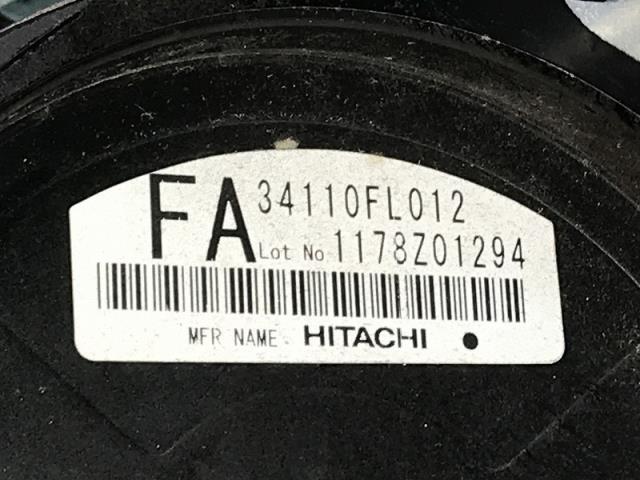 FA 34110FL012
Lot No 1178Z01294
MFR NAME HITACHI